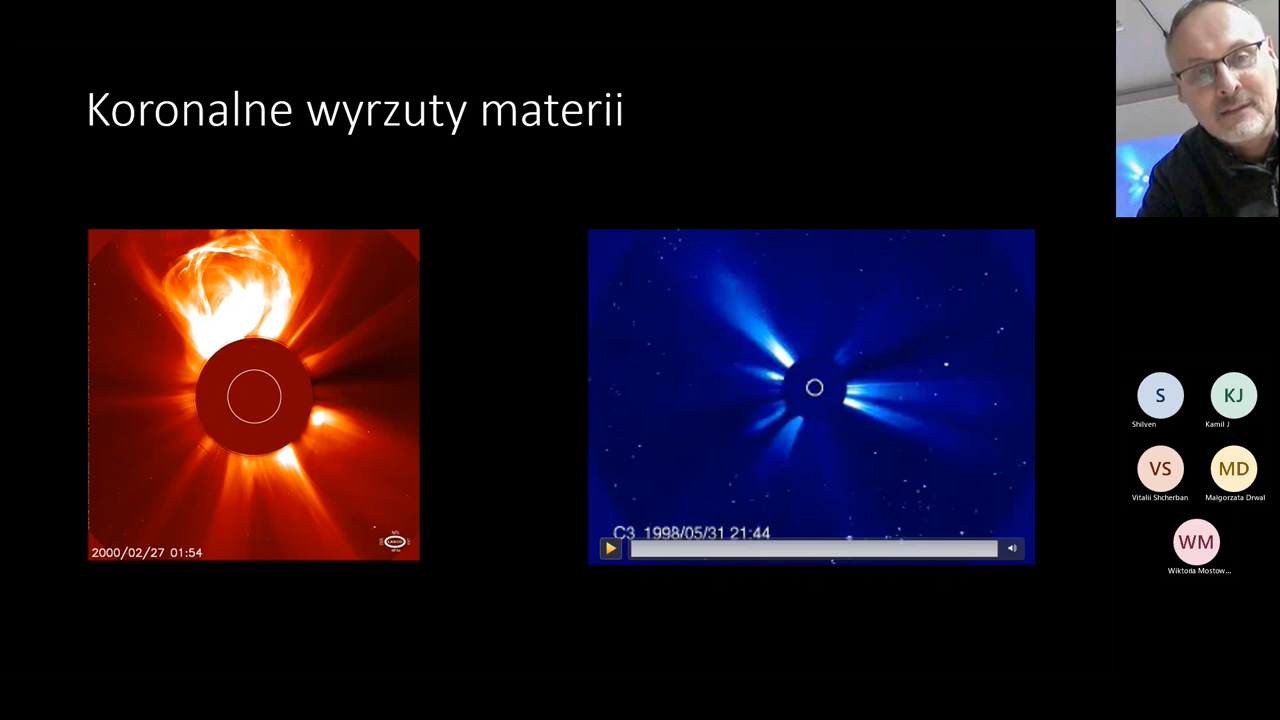 Koronalne wyrzuty materii
2000/02/27 01:54
C3 1998/05/31 21:44
S
Shilven
KJ
Kamil J
VS
Vitalii Shcherban
MD
Małgorzata Drwal
WM
Wiktoria Mostow...